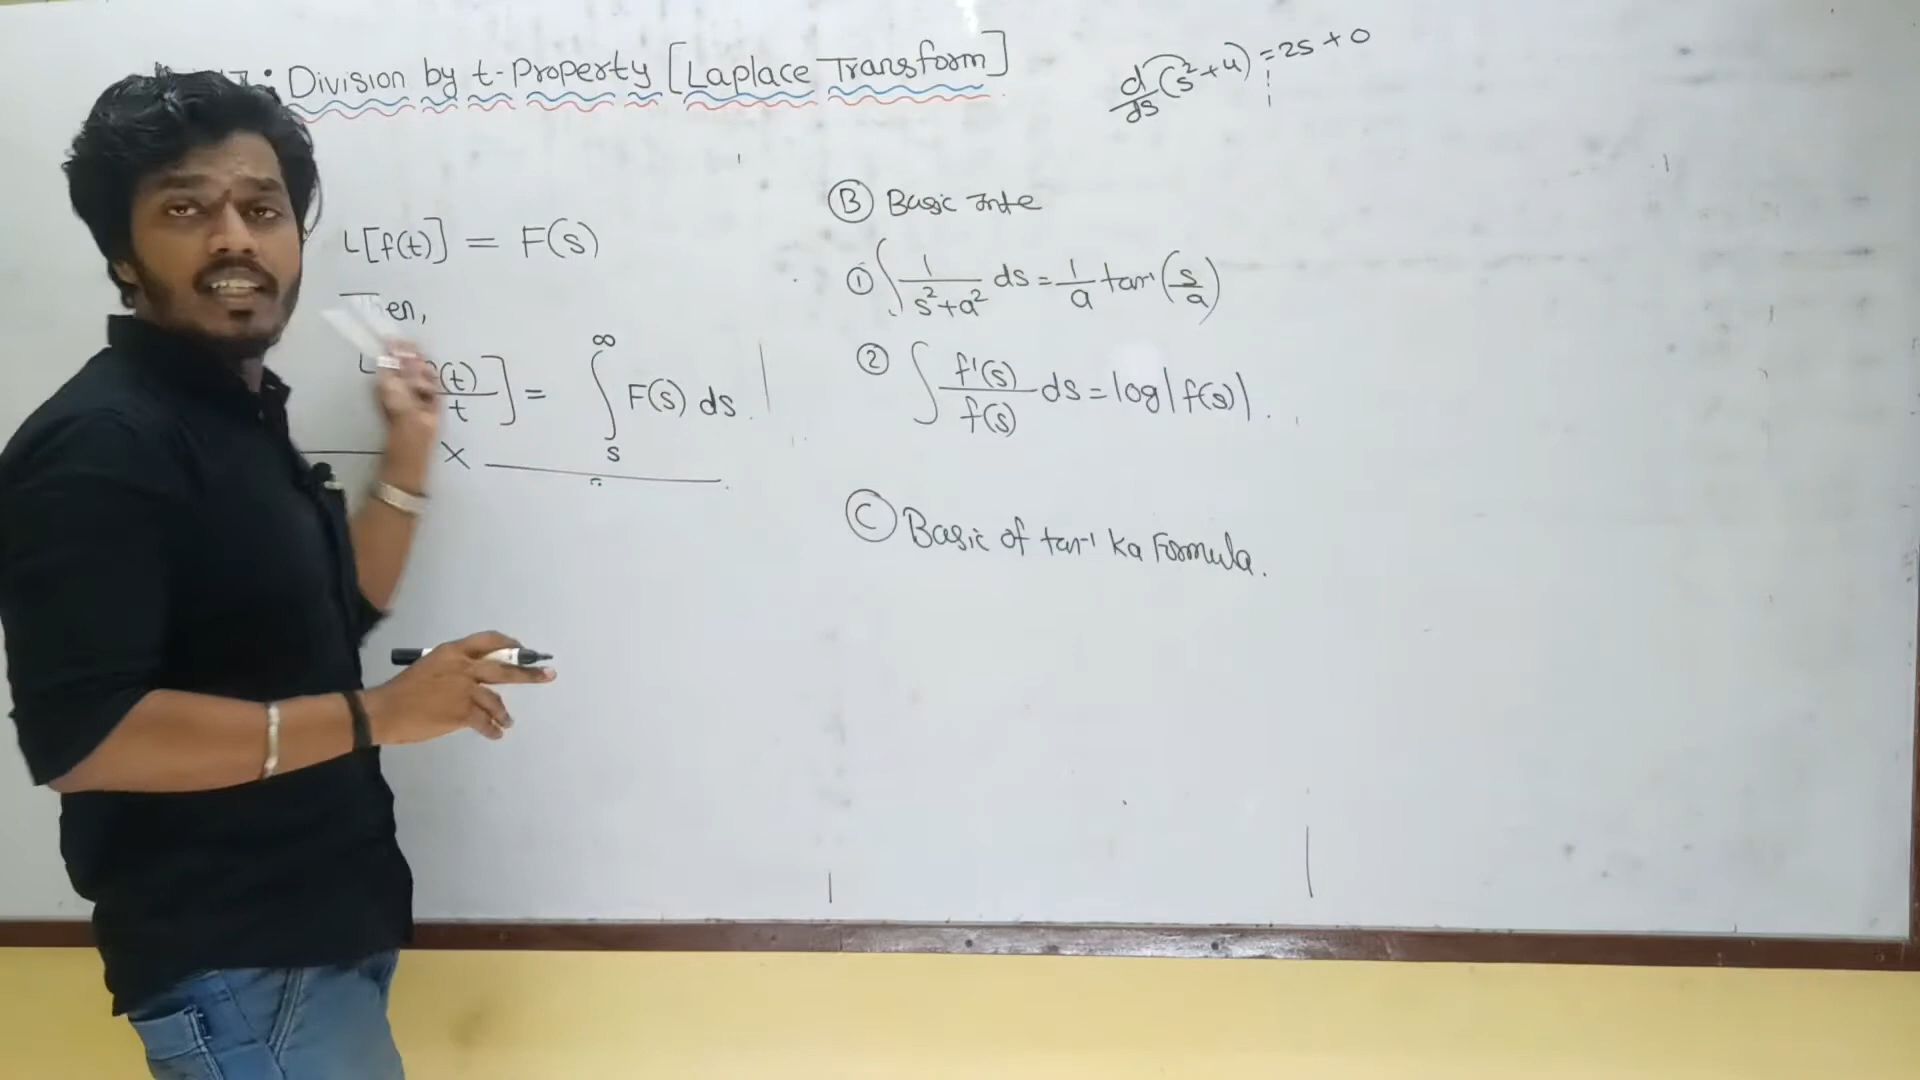 : Division by t-Property [Laplace Transform]
d/ds (s²+4) = 2s + 0
L[f(t)] = F(s)
en,
(t)/t] = ∫ₛ^∞ F(s) ds.
×
Ⓑ Basic Inte
① ∫ 1/(s²+a²) ds = 1/a tan⁻¹(s/a)
② ∫ f'(s)/f(s) ds = log|f(s)|.
Ⓒ Basic of tan⁻¹ ka Formula.